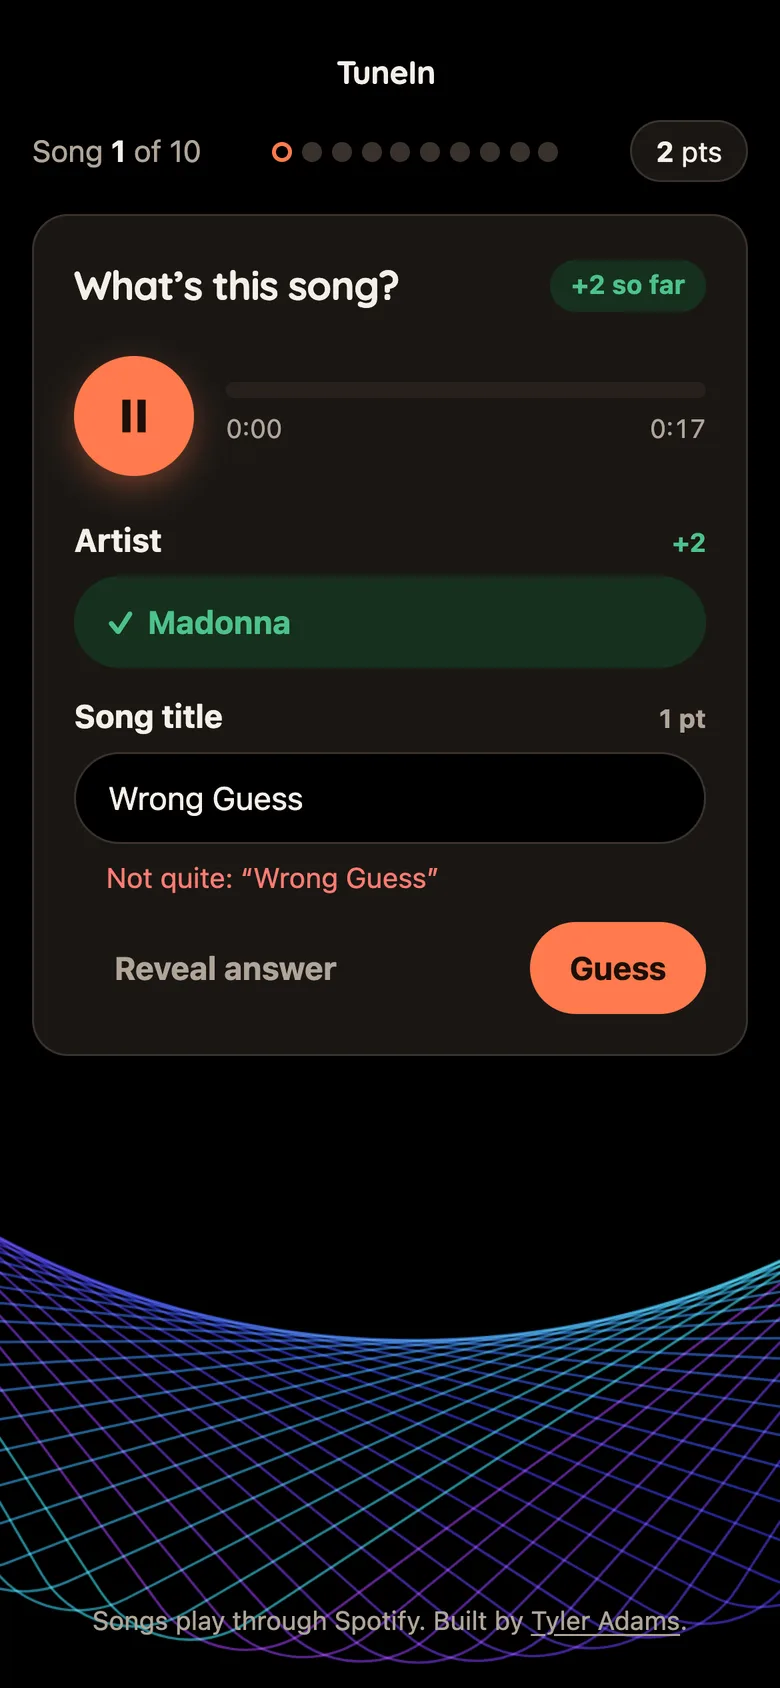 TuneIn
Song 1 of 10
2 pts
What’s this song?
+2 so far
0:00
0:17
Artist
+2
✓ Madonna
Song title
1 pt
Wrong Guess
Not quite: “Wrong Guess”
Reveal answer
Guess
Songs play through Spotify. Built by Tyler Adams.